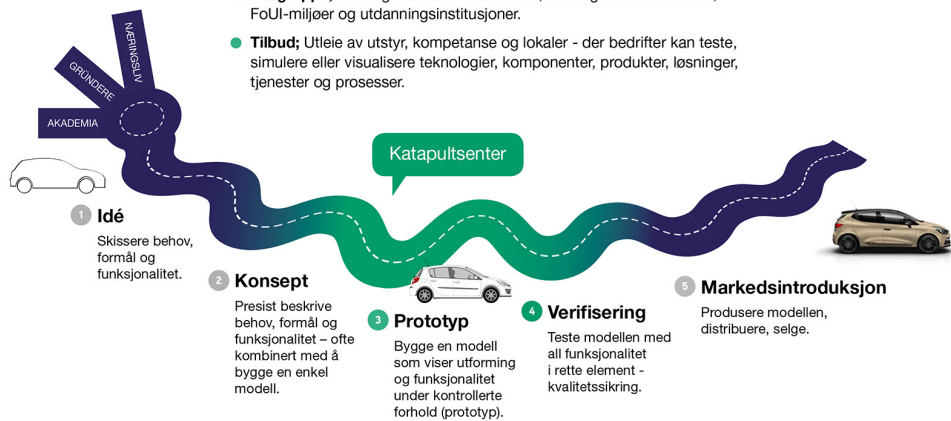 FoUI-miljøer og utdanningsinstitusjoner.
Tilbud; Utleie av utstyr, kompetanse og lokaler - der bedrifter kan teste,
simulere eller visualisere teknologier, komponenter, produkter, løsninger,
tjenester og prosesser.
NÆRINGSLIV
GRÜNDERE
AKADEMIA
Katapultsenter
1 Idé
Skissere behov,
formål og
funksjonalitet.
2 Konsept
Presist beskrive
behov, formål og
funksjonalitet – ofte
kombinert med å
bygge en enkel
modell.
3 Prototyp
Bygge en modell
som viser utforming
og funksjonalitet
under kontrollerte
forhold (prototyp).
4 Verifisering
Teste modellen med
all funksjonalitet
i rette element -
kvalitetssikring.
5 Markedsintroduksjon
Produsere modellen,
distribuere, selge.